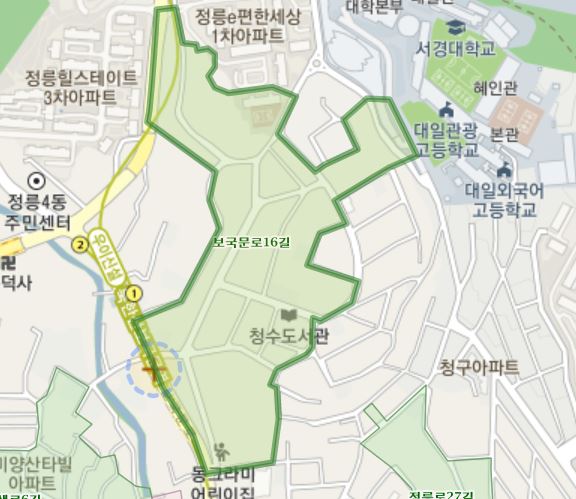 대학본부
정릉e편한세상
1차아파트
서경대학교
정릉힐스테이트
3차아파트
혜인관
대일관광
고등학교
본관
대일외국어
고등학교
정릉4동
주민센터
2
우이신설
보국문로16길
덕사
1
청수도서관
청구아파트
미양산타빌
아파트
동그라미
어린이집
정릉로27길